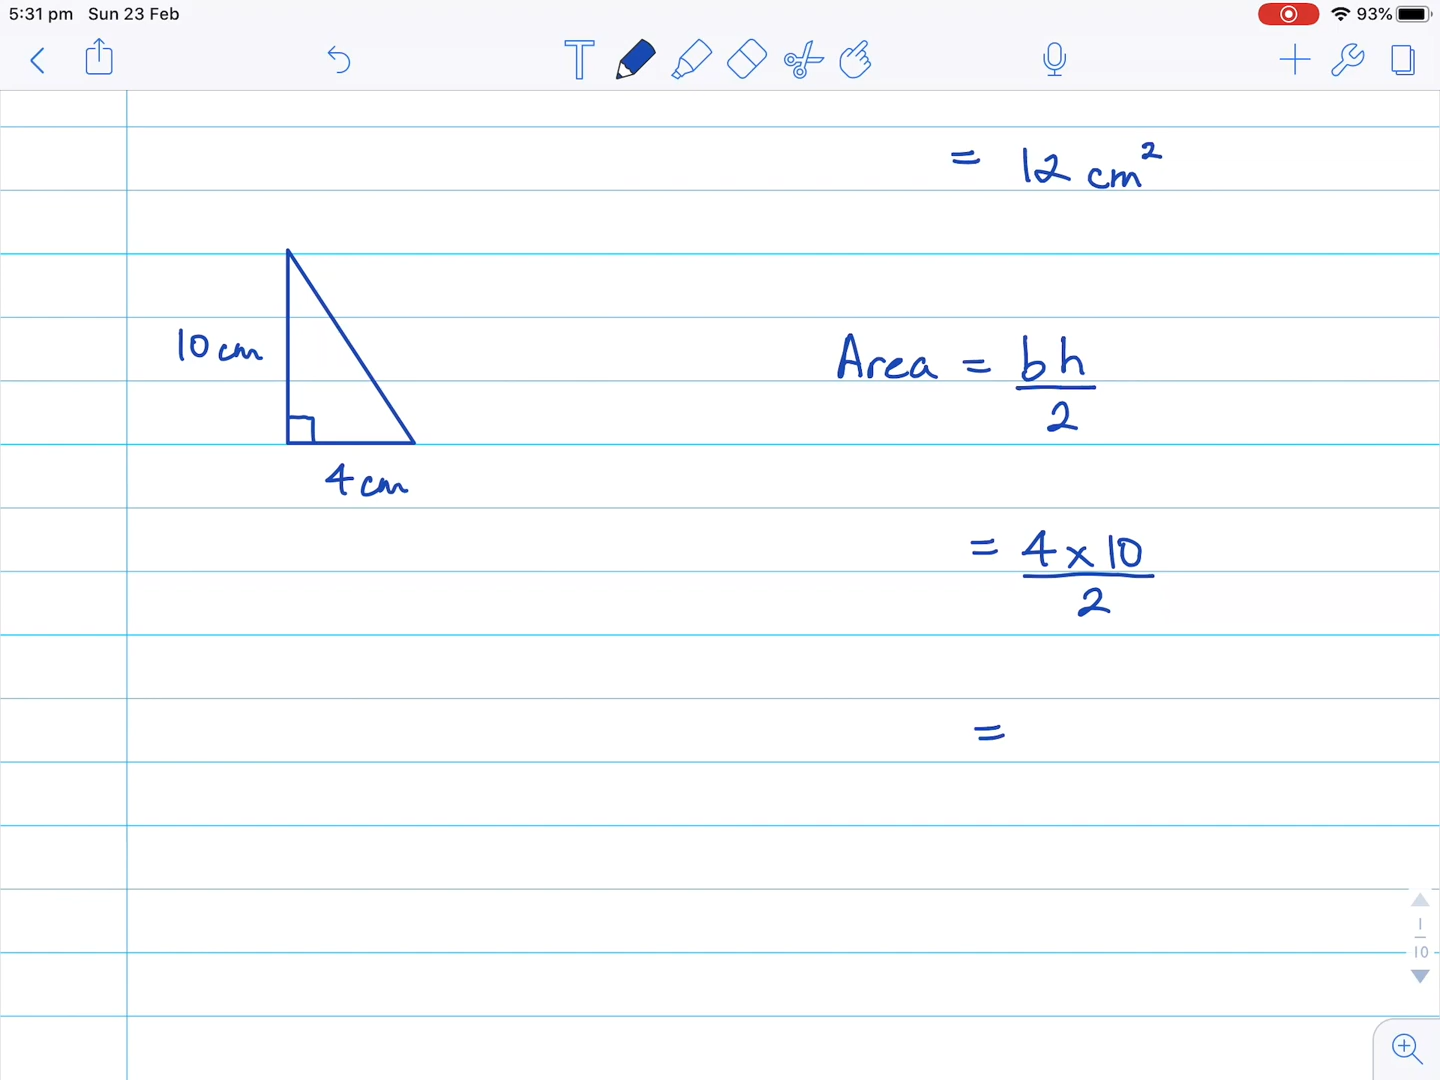 5:31 pm Sun 23 Feb 93%
T
= 12 cm²
10 cm
Area = bh
2
4 cm
= 4 x 10
2
=
1
10